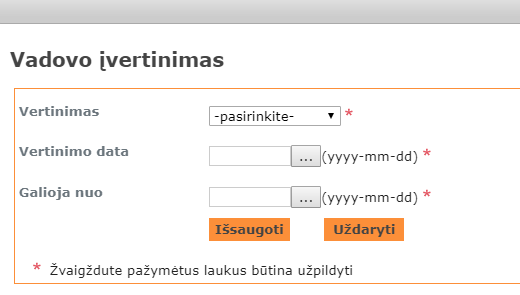 Vadovo įvertinimas
Vertinimas -pasirinkite- *
Vertinimo data ... (yyyy-mm-dd) *
Galioja nuo ... (yyyy-mm-dd) *
Išsaugoti Uždaryti
* Žvaigždute pažymėtus laukus būtina užpildyti